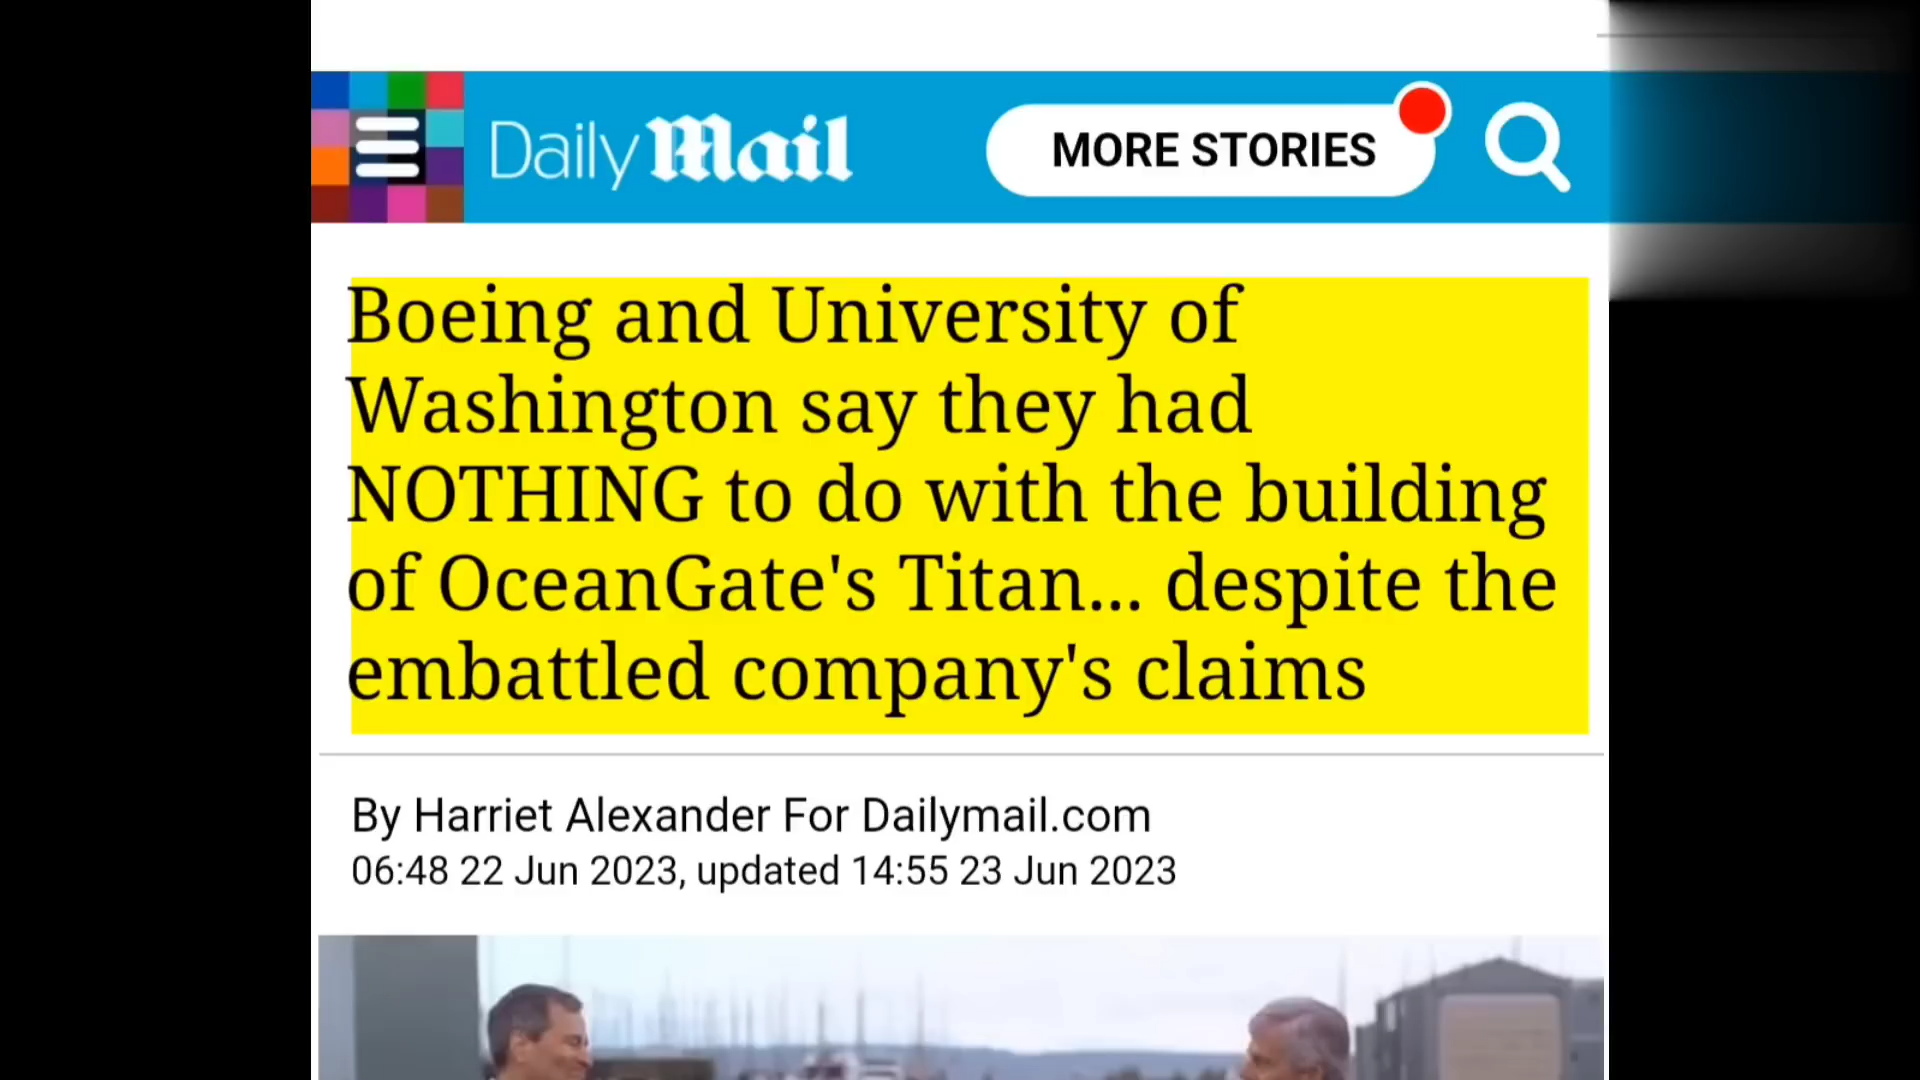 Daily Mail
MORE STORIES
Boeing and University of
Washington say they had
NOTHING to do with the building
of OceanGate's Titan... despite the
embattled company's claims
By Harriet Alexander For Dailymail.com
06:48 22 Jun 2023, updated 14:55 23 Jun 2023